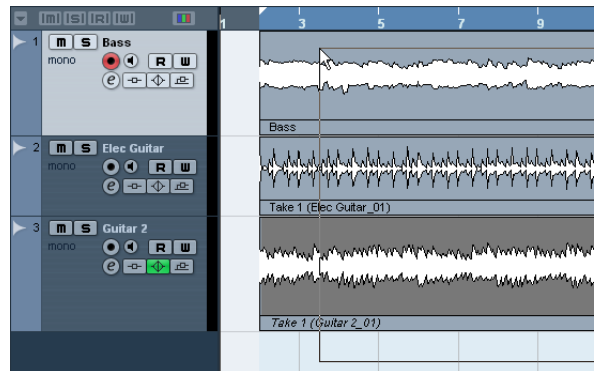 [M] [S] [R] [W]
1 3 5 7 9
1 m S Bass
mono R W
e
Bass
2 m S Elec Guitar
mono R W
e
Take 1 (Elec Guitar_01)
3 m S Guitar 2
mono R W
e
Take 1 (Guitar 2_01)